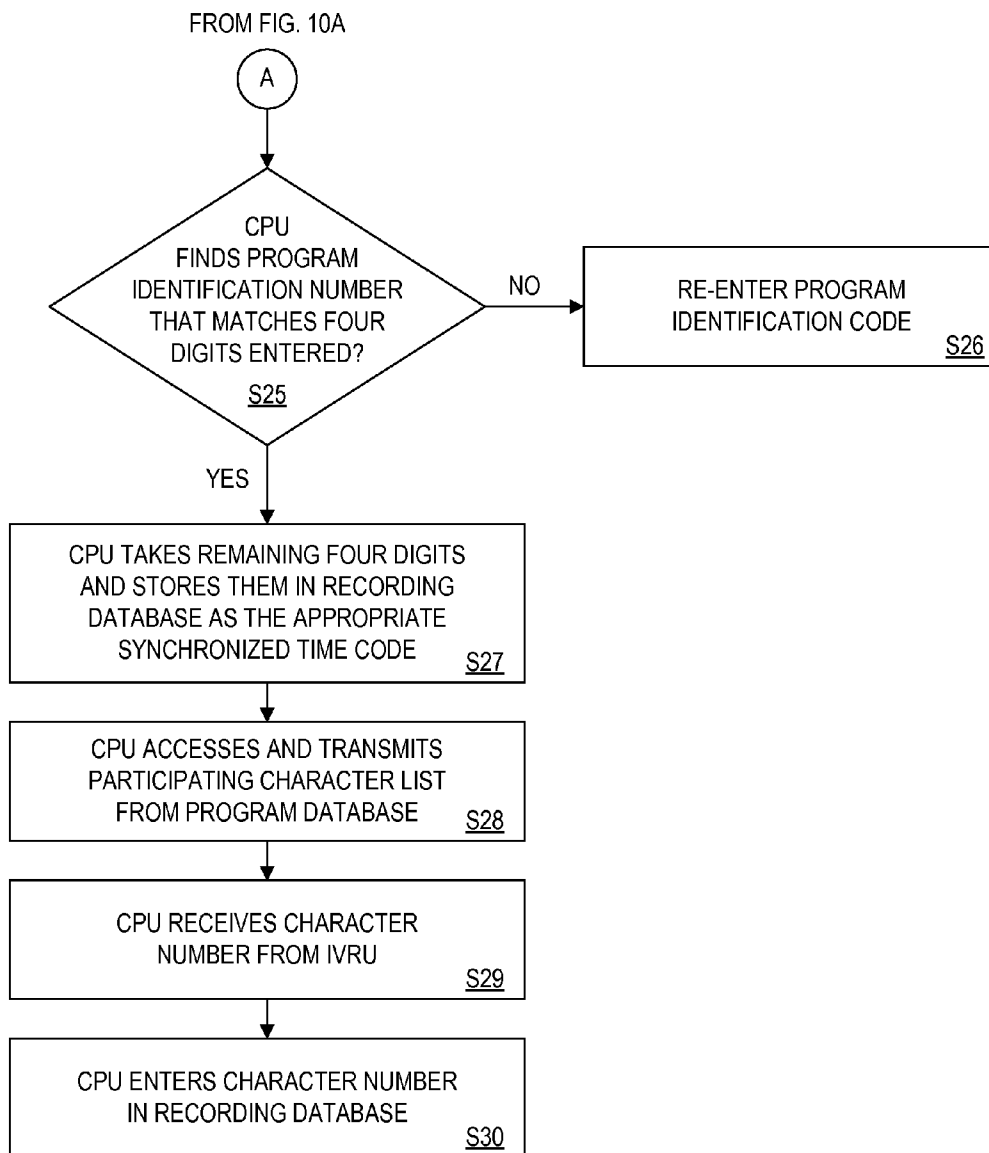 FROM FIG. 10A
A
CPU
FINDS PROGRAM
IDENTIFICATION NUMBER
THAT MATCHES FOUR
DIGITS ENTERED?
S25
NO
RE-ENTER PROGRAM
IDENTIFICATION CODE
S26
YES
CPU TAKES REMAINING FOUR DIGITS
AND STORES THEM IN RECORDING
DATABASE AS THE APPROPRIATE
SYNCHRONIZED TIME CODE
S27
CPU ACCESSES AND TRANSMITS
PARTICIPATING CHARACTER LIST
FROM PROGRAM DATABASE
S28
CPU RECEIVES CHARACTER
NUMBER FROM IVRU
S29
CPU ENTERS CHARACTER NUMBER
IN RECORDING DATABASE
S30